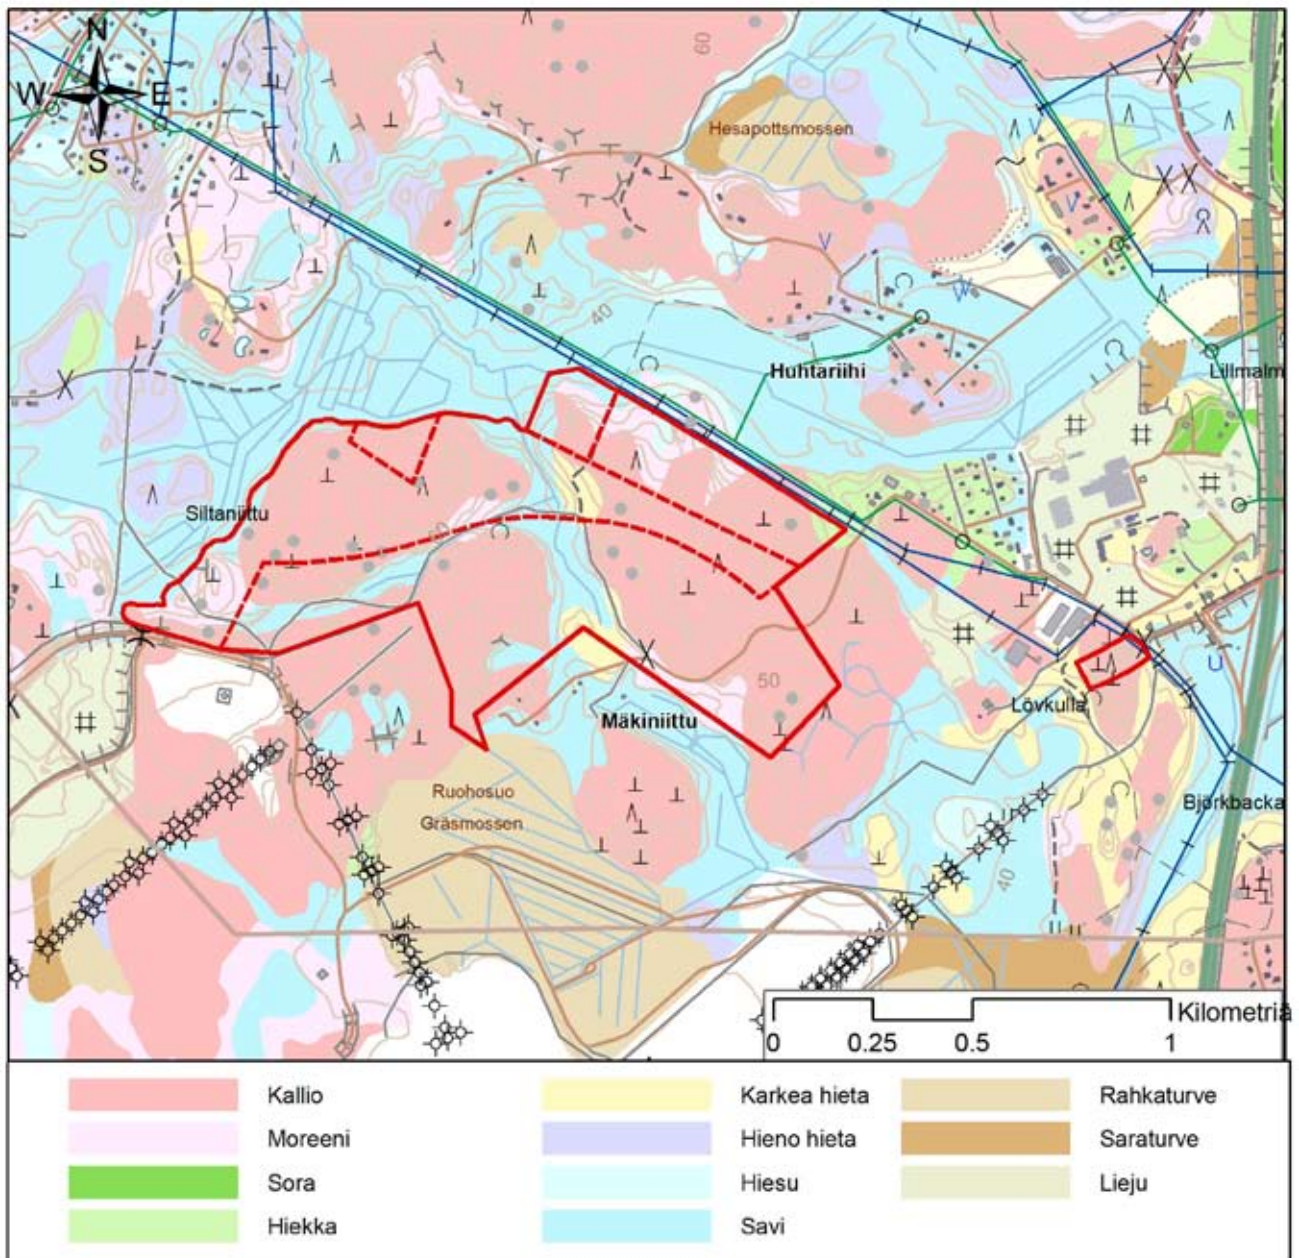 N
W E
S
60
Hesapottsmossen
V
V
V
W
40
Huhtariihi
Lillmalm
Siltaniittu
50
Mäkiniittu
Lövkulla
U
Ruohosuo
Gräsmossen
Björkbacka
40
Kilometriä
0 0.25 0.5 1
Kallio Karkea hieta Rahkaturve
Moreeni Hieno hieta Saraturve
Sora Hiesu Lieju
Hiekka Savi